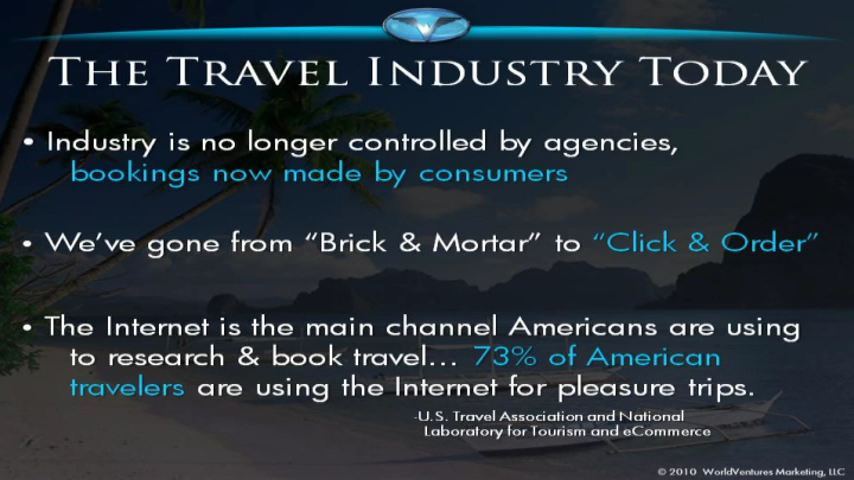 THE TRAVEL INDUSTRY TODAY
• Industry is no longer controlled by agencies,
bookings now made by consumers
• We've gone from “Brick & Mortar” to “Click & Order”
• The Internet is the main channel Americans are using
to research & book travel... 73% of American
travelers are using the Internet for pleasure trips.
-U.S. Travel Association and National
Laboratory for Tourism and eCommerce
© 2010 WorldVentures Marketing, LLC